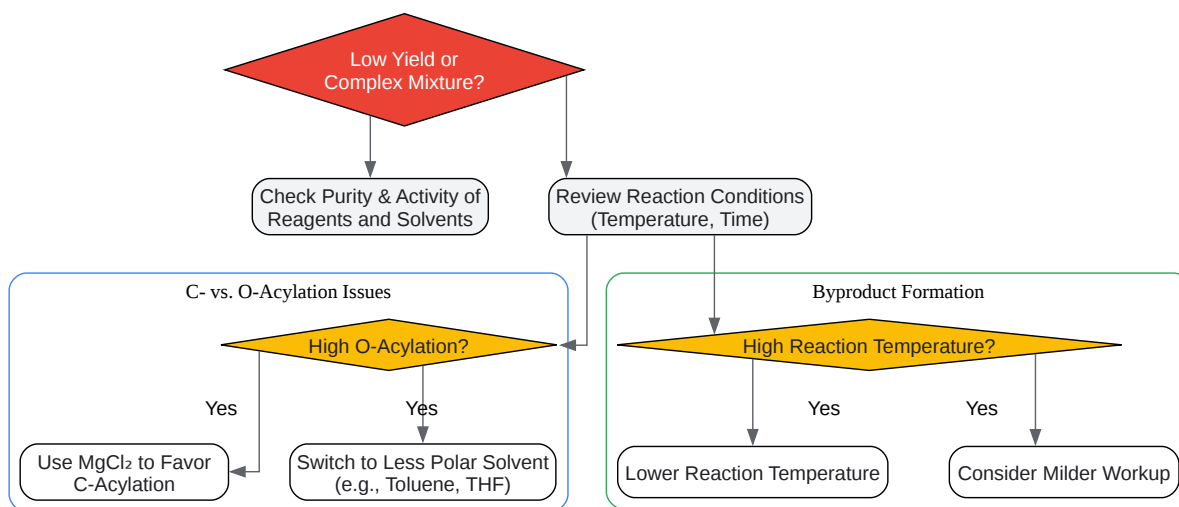 Low Yield or
Complex Mixture?
Check Purity & Activity of
Reagents and Solvents
Review Reaction Conditions
(Temperature, Time)
C- vs. O-Acylation Issues
Byproduct Formation
High O-Acylation?
High Reaction Temperature?
Yes
Yes
Yes
Yes
Use MgCl₂ to Favor
C-Acylation
Switch to Less Polar Solvent
(e.g., Toluene, THF)
Lower Reaction Temperature
Consider Milder Workup